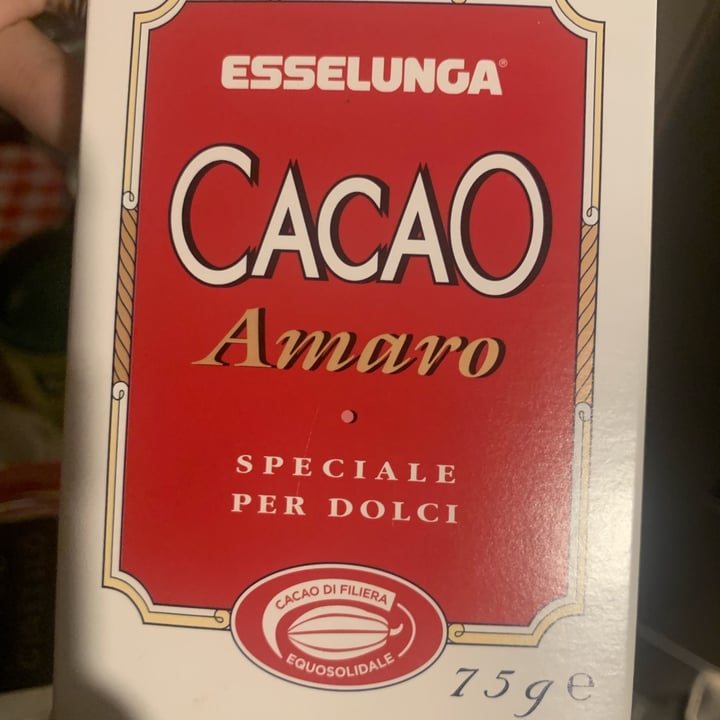 ESSELUNGA®
CACAO
Amaro
SPECIALE
PER DOLCI
CACAO DI FILIERA
EQUOSOLIDALE
75g e